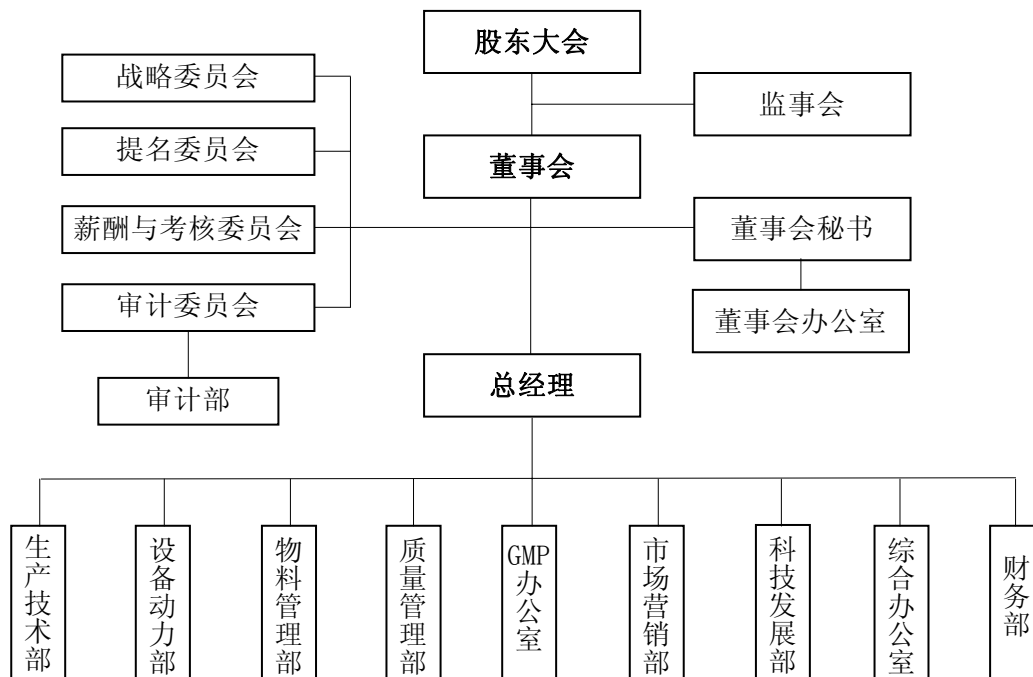 股东大会
战略委员会
监事会
提名委员会
董事会
薪酬与考核委员会
董事会秘书
审计委员会
董事会办公室
总经理
审计部
生产技术部
设备动力部
物料管理部
质量管理部
GMP办公室
市场营销部
科技发展部
综合办公室
财务部